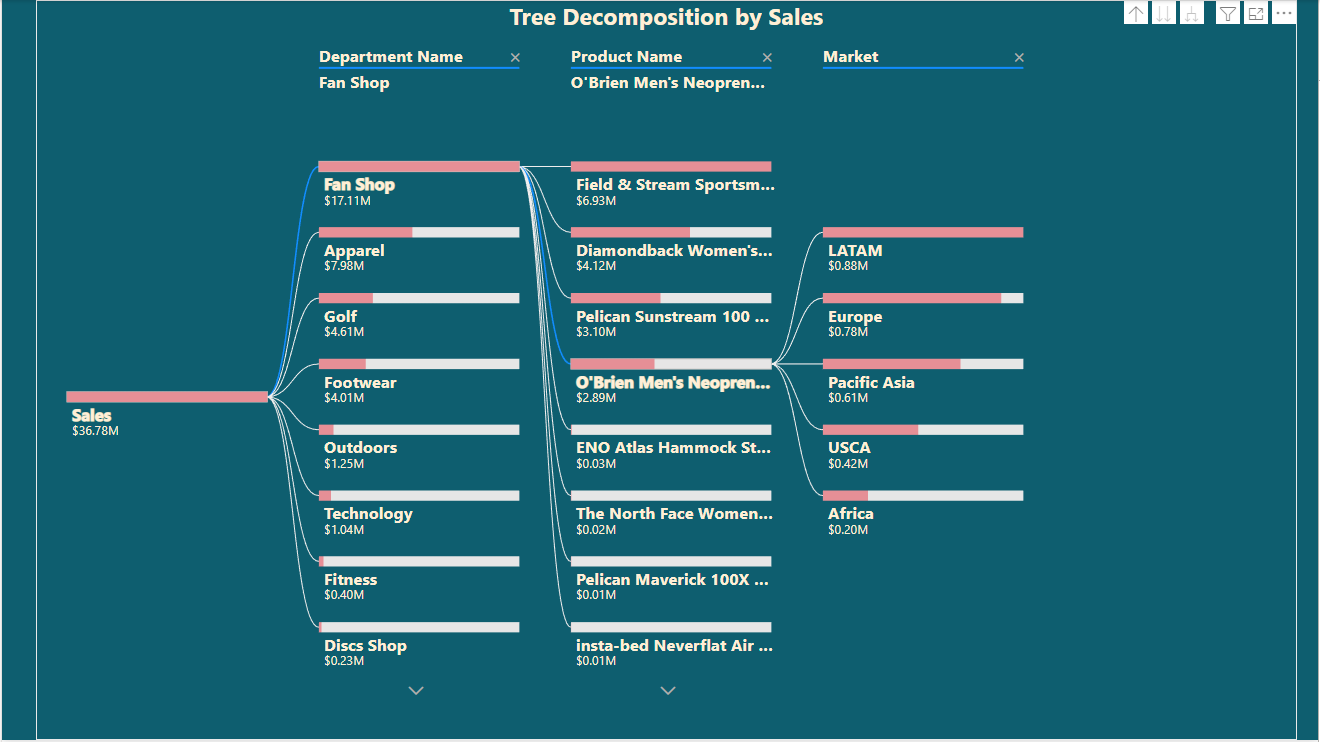 Tree Decomposition by Sales
Department Name
Product Name
Market
Fan Shop
O'Brien Men's Neopren...
Sales
$36.78M
Fan Shop
$17.11M
Apparel
$7.98M
Golf
$4.61M
Footwear
$4.01M
Outdoors
$1.25M
Technology
$1.04M
Fitness
$0.40M
Discs Shop
$0.23M
Field & Stream Sportsm...
$6.93M
Diamondback Women's...
$4.12M
Pelican Sunstream 100 ...
$3.10M
O'Brien Men's Neopren...
$2.89M
ENO Atlas Hammock St...
$0.03M
The North Face Women...
$0.02M
Pelican Maverick 100X ...
$0.01M
insta-bed Neverflat Air ...
$0.01M
LATAM
$0.88M
Europe
$0.78M
Pacific Asia
$0.61M
USCA
$0.42M
Africa
$0.20M